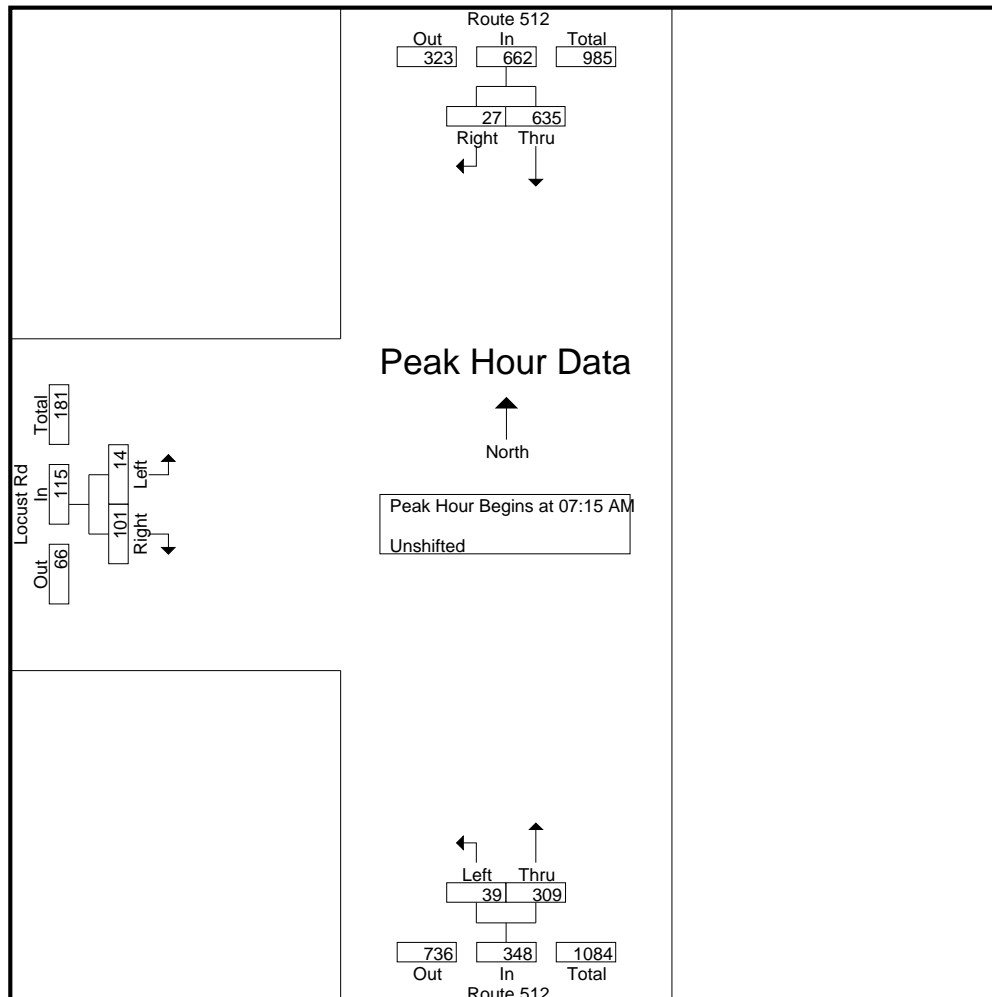 Route 512
Out In Total
323 662 985
27 635
Right Thru
Peak Hour Data
North
Peak Hour Begins at 07:15 AM
Unshifted
Locust Rd
Total
181
In
115
Out
66
14
Left
101
Right
Left Thru
39 309
736 348 1084
Out In Total
Route 512